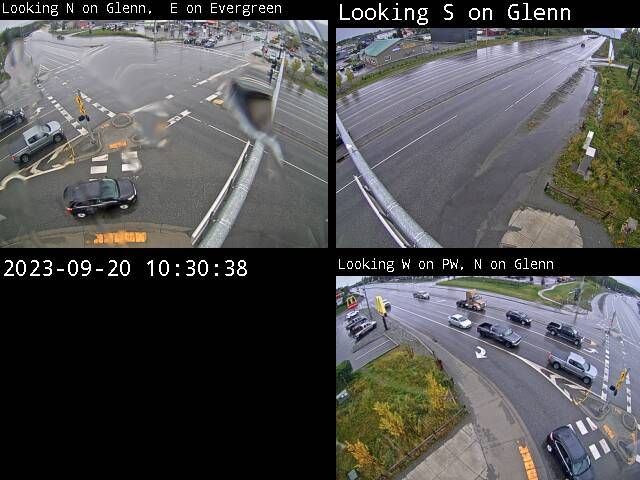 Looking N on Glenn,  E on Evergreen
Looking S on Glenn
2023-09-20 10:30:38
Looking W on PW, N on Glenn